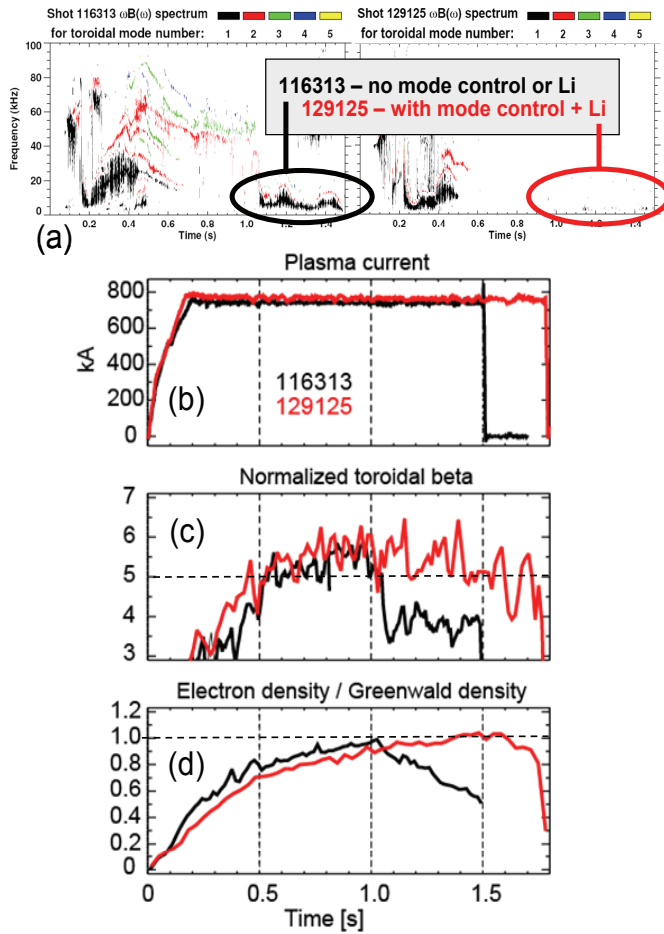 Shot 116313 ωB(ω) spectrum
for toroidal mode number: 1 2 3 4 5
Shot 129125 ωB(ω) spectrum
for toroidal mode number: 1 2 3 4 5
116313 – no mode control or Li
129125 – with mode control + Li
Frequency (kHz)
100
80
60
40
20
0
0.0 0.2 0.4 0.6 0.8 1.0 1.2 1.4
Time (s)
0.0 0.2 0.4 0.6 0.8 1.0 1.2 1.4
Time (s)
(a)
Plasma current
kA
800
600
400
200
0
116313
129125
(b)
Normalized toroidal beta
7
6
5
4
3
(c)
Electron density / Greenwald density
1.2
1.0
0.8
0.6
0.4
0.2
0
(d)
0 0.5 1.0 1.5
Time [s]